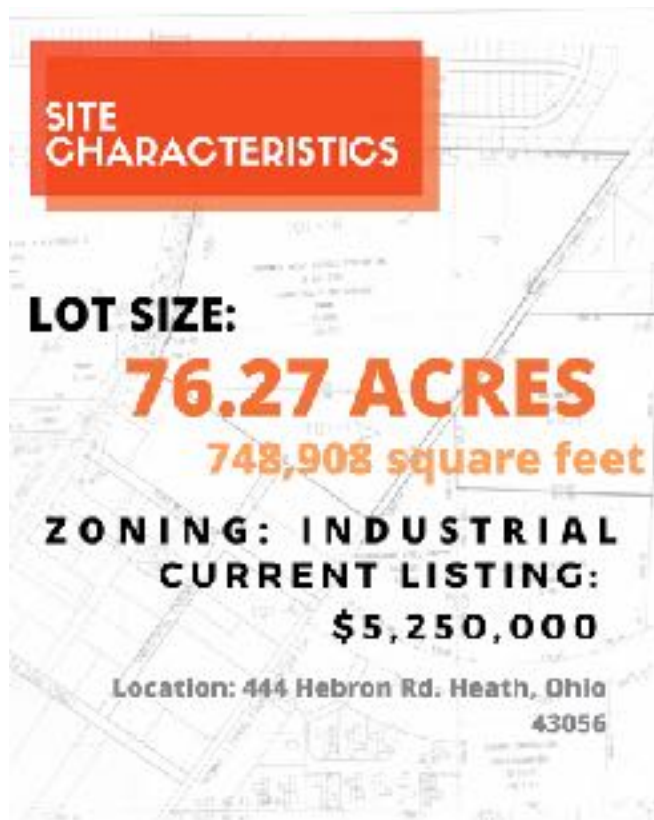 SITE
CHARACTERISTICS
LOT SIZE:
76.27 ACRES
748,908 square feet
ZONING: INDUSTRIAL
CURRENT LISTING:
$5,250,000
Location: 444 Hebron Rd. Heath, Ohio
43056